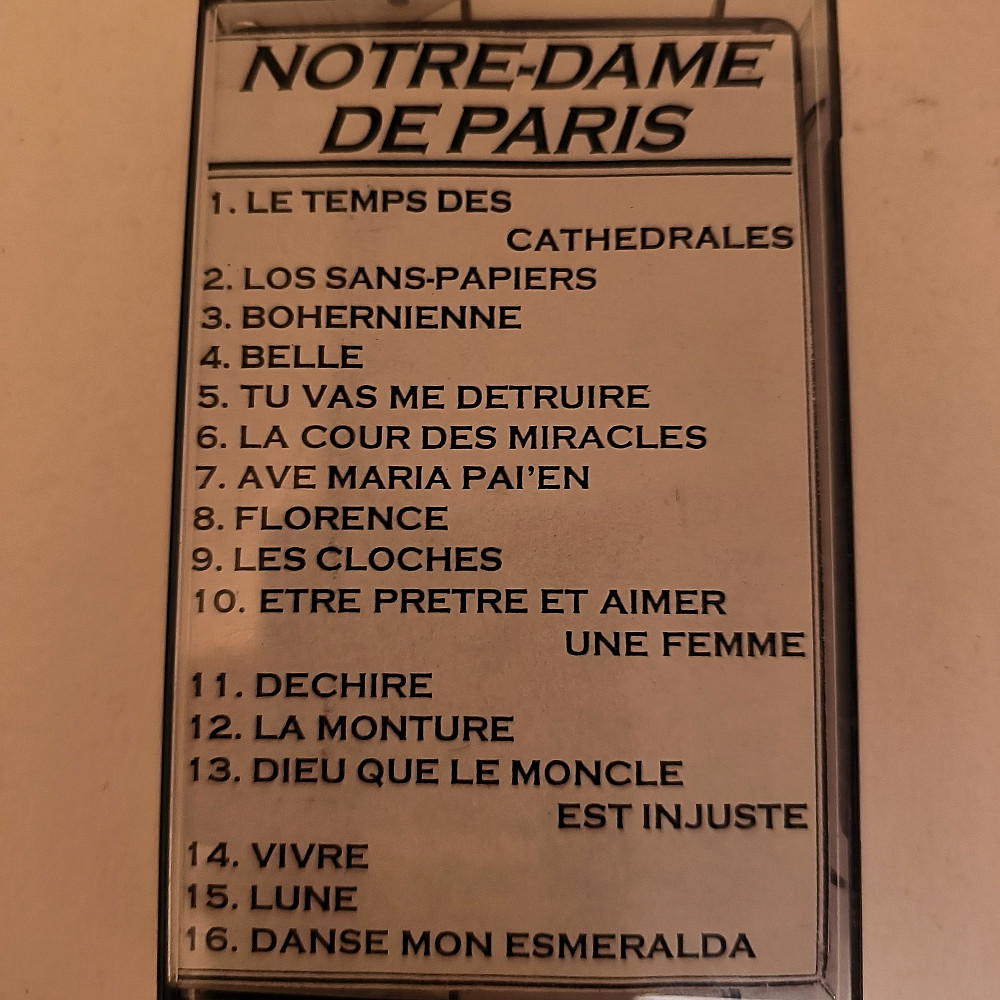 NOTRE-DAME
DE PARIS
1. LE TEMPS DES
CATHEDRALES
2. LOS SANS-PAPIERS
3. BOHERNIENNE
4. BELLE
5. TU VAS ME DETRUIRE
6. LA COUR DES MIRACLES
7. AVE MARIA PAI'EN
8. FLORENCE
9. LES CLOCHES
10. ETRE PRETRE ET AIMER
UNE FEMME
11. DECHIRE
12. LA MONTURE
13. DIEU QUE LE MONCLE
EST INJUSTE
14. VIVRE
15. LUNE
16. DANSE MON ESMERALDA